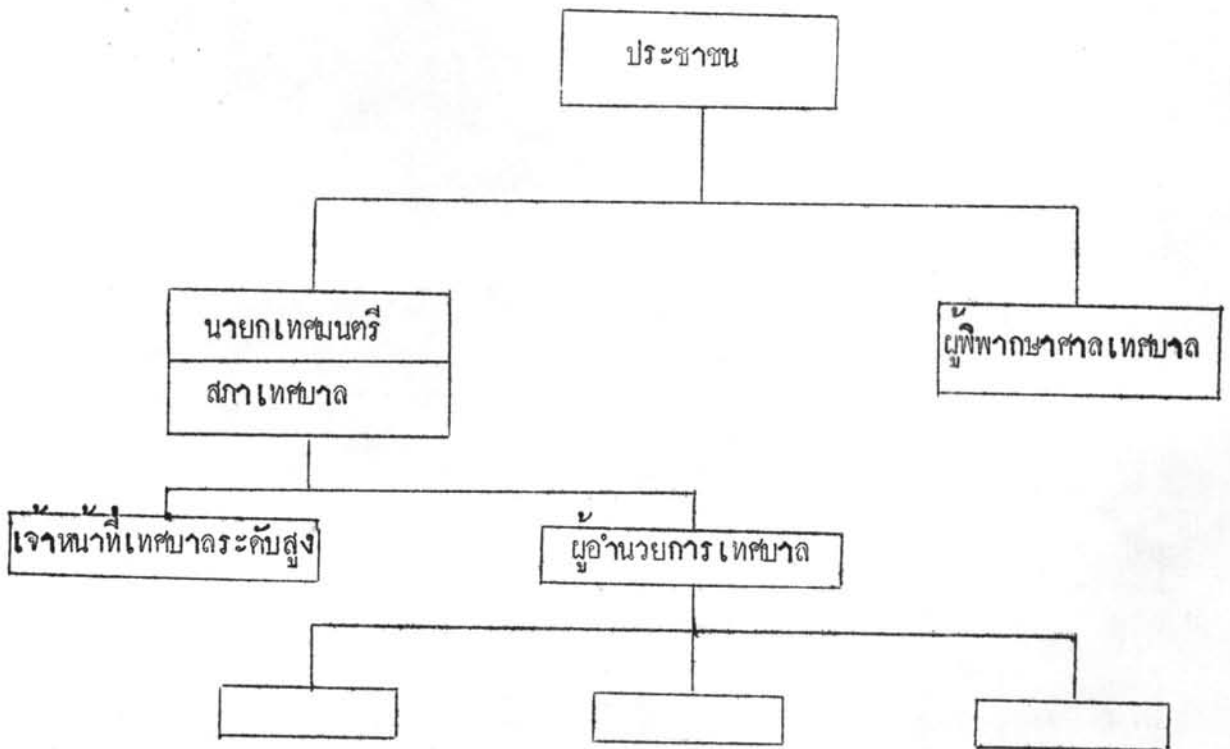 ประชาชน
นายกเทศมนตรี
สภาเทศบาล
ผู้พิพากษาศาลเทศบาล
เจ้าหน้าที่เทศบาลระดับสูง
ผู้อำนวยการเทศบาล